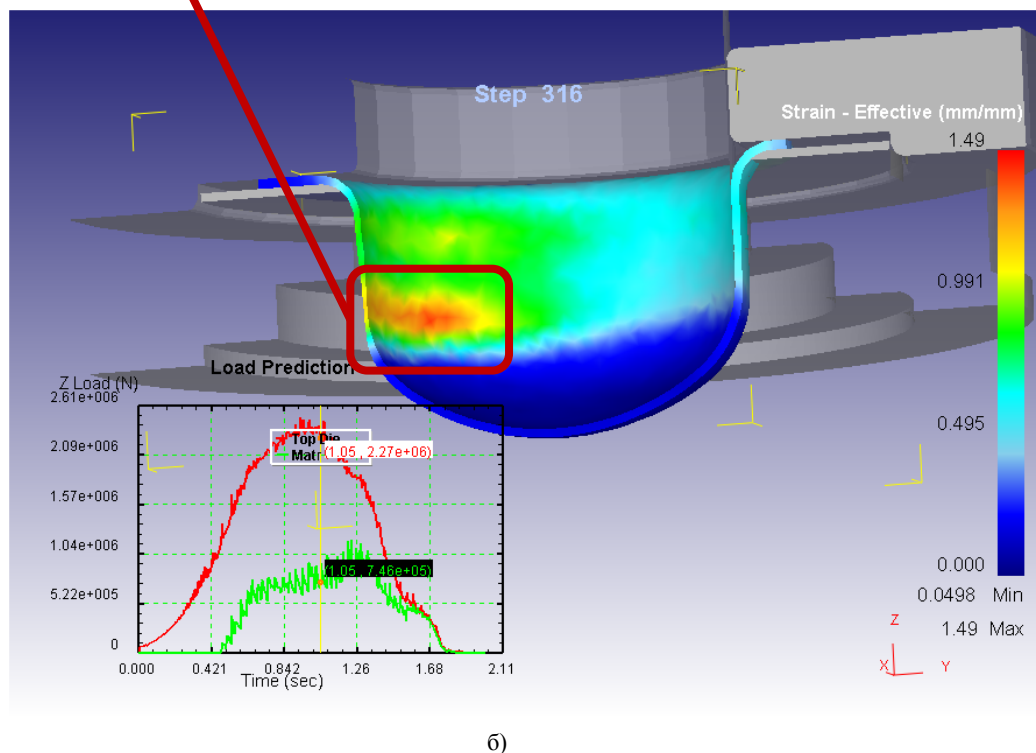 Step 316
Strain - Effective (mm/mm)
1.49
0.991
0.495
0.000
0.0498 Min
1.49 Max
Z
X
Y
Load Prediction
Z Load (N)
2.61e+006
2.09e+006
1.57e+006
1.04e+006
5.22e+005
0
Top Die
Matr
(1.05 , 2.27e+06)
(1.05 , 7.46e+05)
0.000 0.421 0.842 1.26 1.68 2.11
Time (sec)
б)